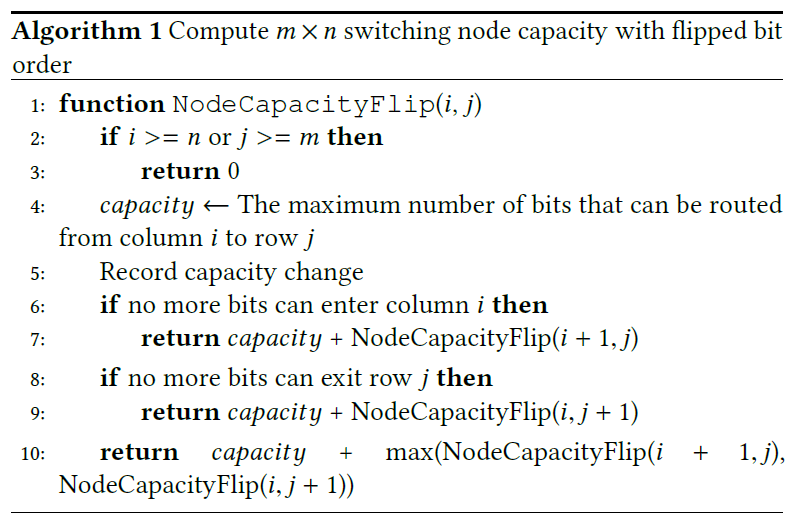 Algorithm 1 Compute m × n switching node capacity with flipped bit
order
1: function NodeCapacityFlip(i, j)
2: if i >= n or j >= m then
3: return 0
4: capacity ← The maximum number of bits that can be routed
from column i to row j
5: Record capacity change
6: if no more bits can enter column i then
7: return capacity + NodeCapacityFlip(i + 1, j)
8: if no more bits can exit row j then
9: return capacity + NodeCapacityFlip(i, j + 1)
10: return capacity + max(NodeCapacityFlip(i + 1, j),
NodeCapacityFlip(i, j + 1))